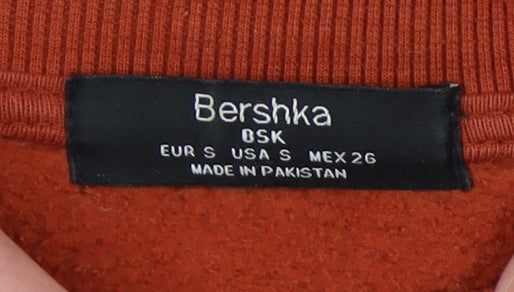 Bershka
BSK
EUR S USA S MEX 26
MADE IN PAKISTAN